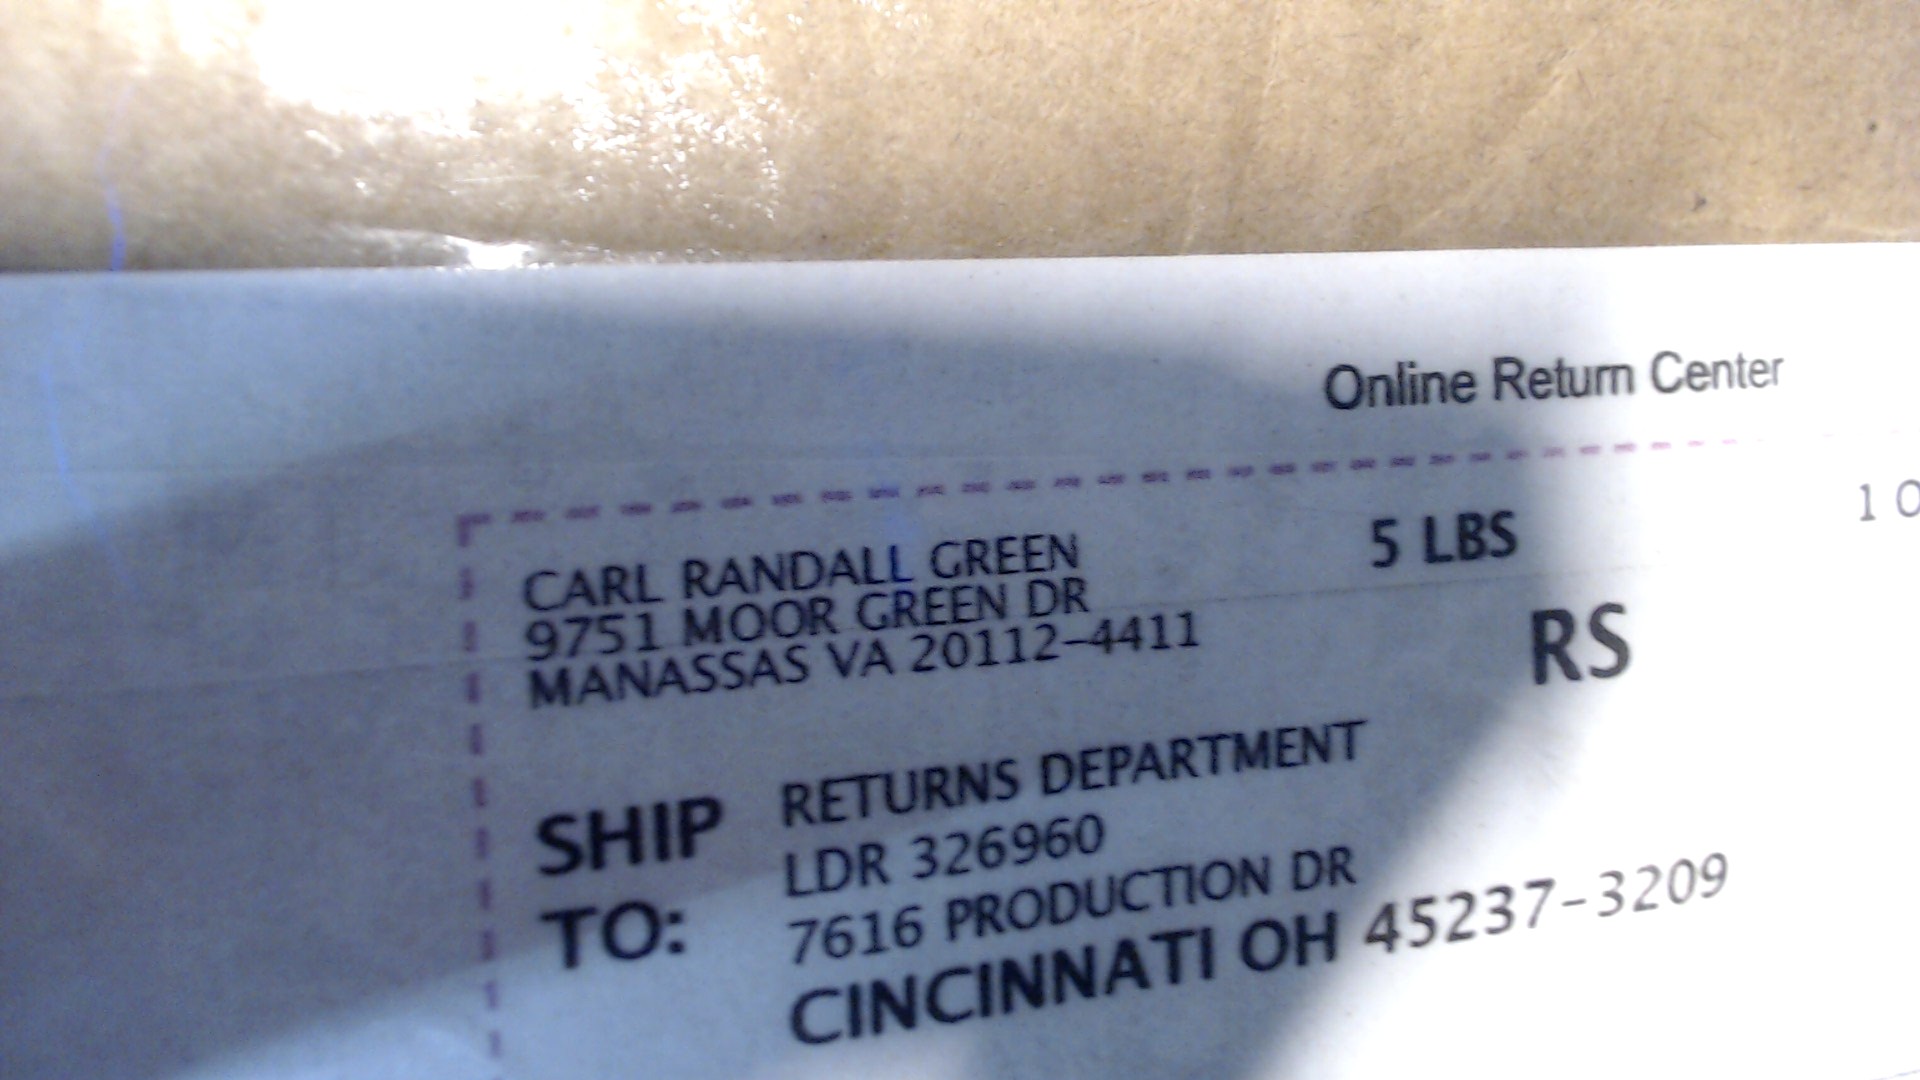 Online Return Center
CARL RANDALL GREEN
9751 MOOR GREEN DR
MANASSAS VA 20112-4411
5 LBS
1 O
RS
SHIP TO:
RETURNS DEPARTMENT
LDR 326960
7616 PRODUCTION DR
CINCINNATI OH 45237-3209